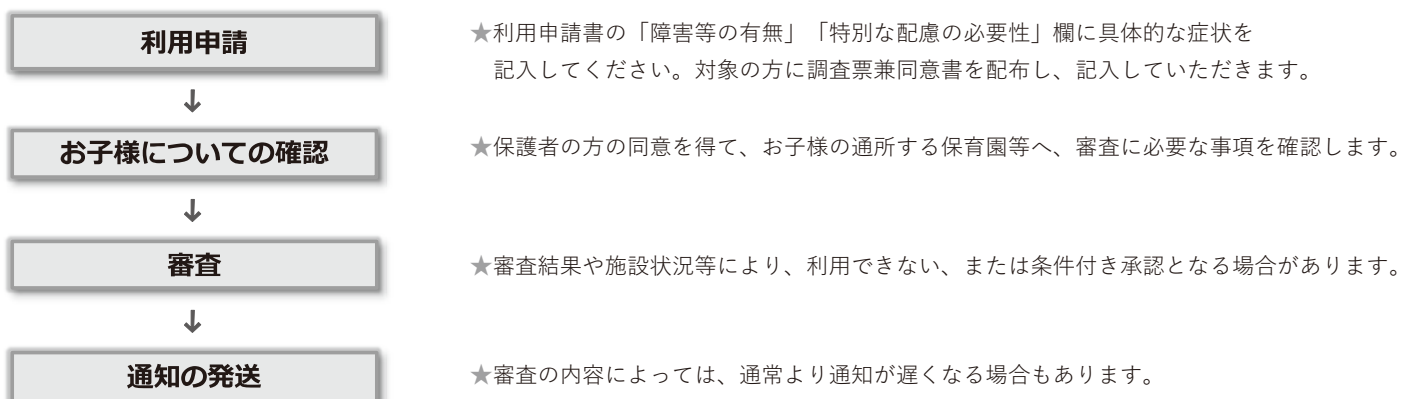 利用申請
★利用申請書の「障害等の有無」「特別な配慮の必要性」欄に具体的な症状を
記入してください。対象の方に調査票兼同意書を配布し、記入していただきます。
↓
お子様についての確認
★保護者の方の同意を得て、お子様の通所する保育園等へ、審査に必要な事項を確認します。
↓
審査
★審査結果や施設状況等により、利用できない、または条件付き承認となる場合があります。
↓
通知の発送
★審査の内容によっては、通常より通知が遅くなる場合もあります。